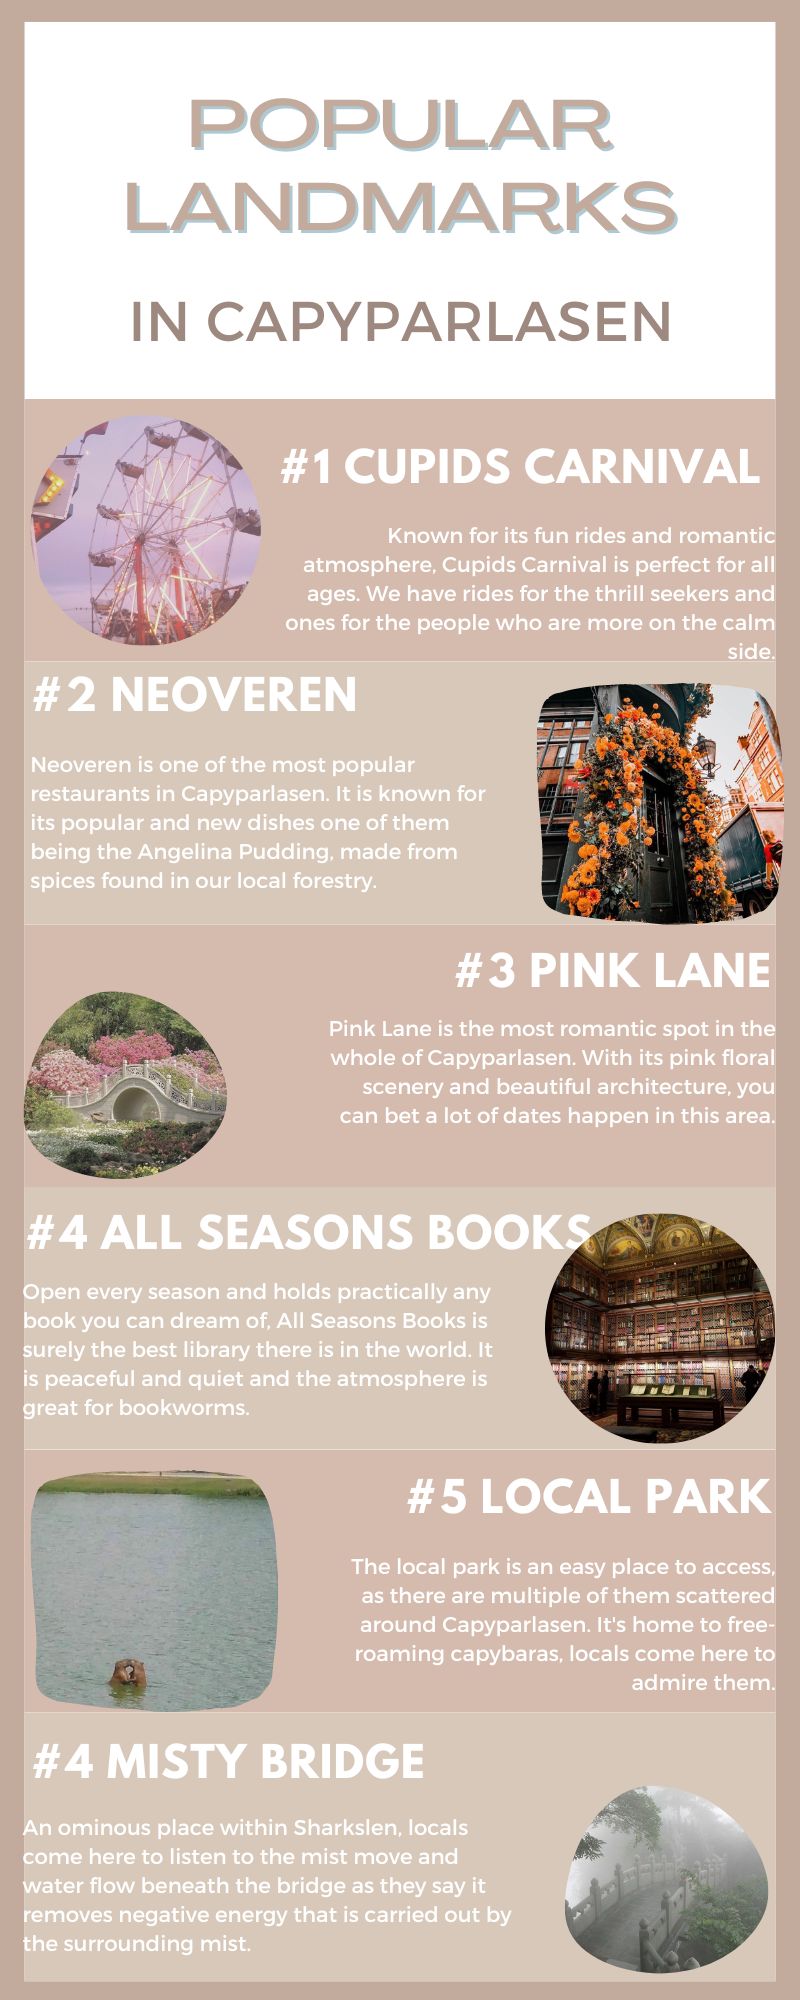 POPULAR
LANDMARKS
IN CAPYPARLASEN
#1 CUPIDS CARNIVAL
Known for its fun rides and romantic
atmosphere, Cupids Carnival is perfect for all
ages. We have rides for the thrill seekers and
ones for the people who are more on the calm
side.
#2 NEOVEREN
Neoveren is one of the most popular
restaurants in Capyparlasen. It is known for
its popular and new dishes one of them
being the Angelina Pudding, made from
spices found in our local forestry.
#3 PINK LANE
Pink Lane is the most romantic spot in the
whole of Capyparlasen. With its pink floral
scenery and beautiful architecture, you
can bet a lot of dates happen in this area.
#4 ALL SEASONS BOOKS
Open every season and holds practically any
book you can dream of, All Seasons Books is
surely the best library there is in the world. It
is peaceful and quiet and the atmosphere is
great for bookworms.
#5 LOCAL PARK
The local park is an easy place to access,
as there are multiple of them scattered
around Capyparlasen. It's home to free-
roaming capybaras, locals come here to
admire them.
#4 MISTY BRIDGE
An ominous place within Sharkslen, locals
come here to listen to the mist move and
water flow beneath the bridge as they say it
removes negative energy that is carried out by
the surrounding mist.